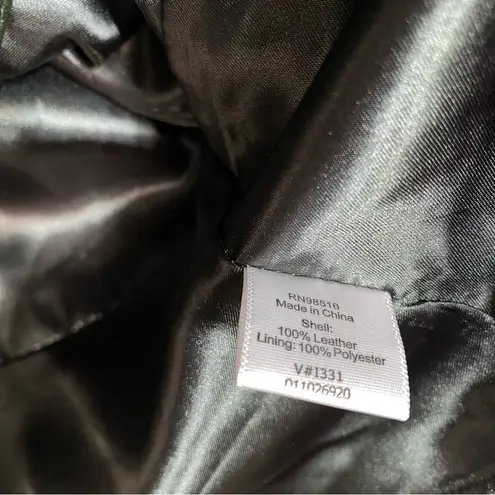 RN98516
Made in China
Shell:
100% Leather
Lining: 100% Polyester
V#I331
011026920